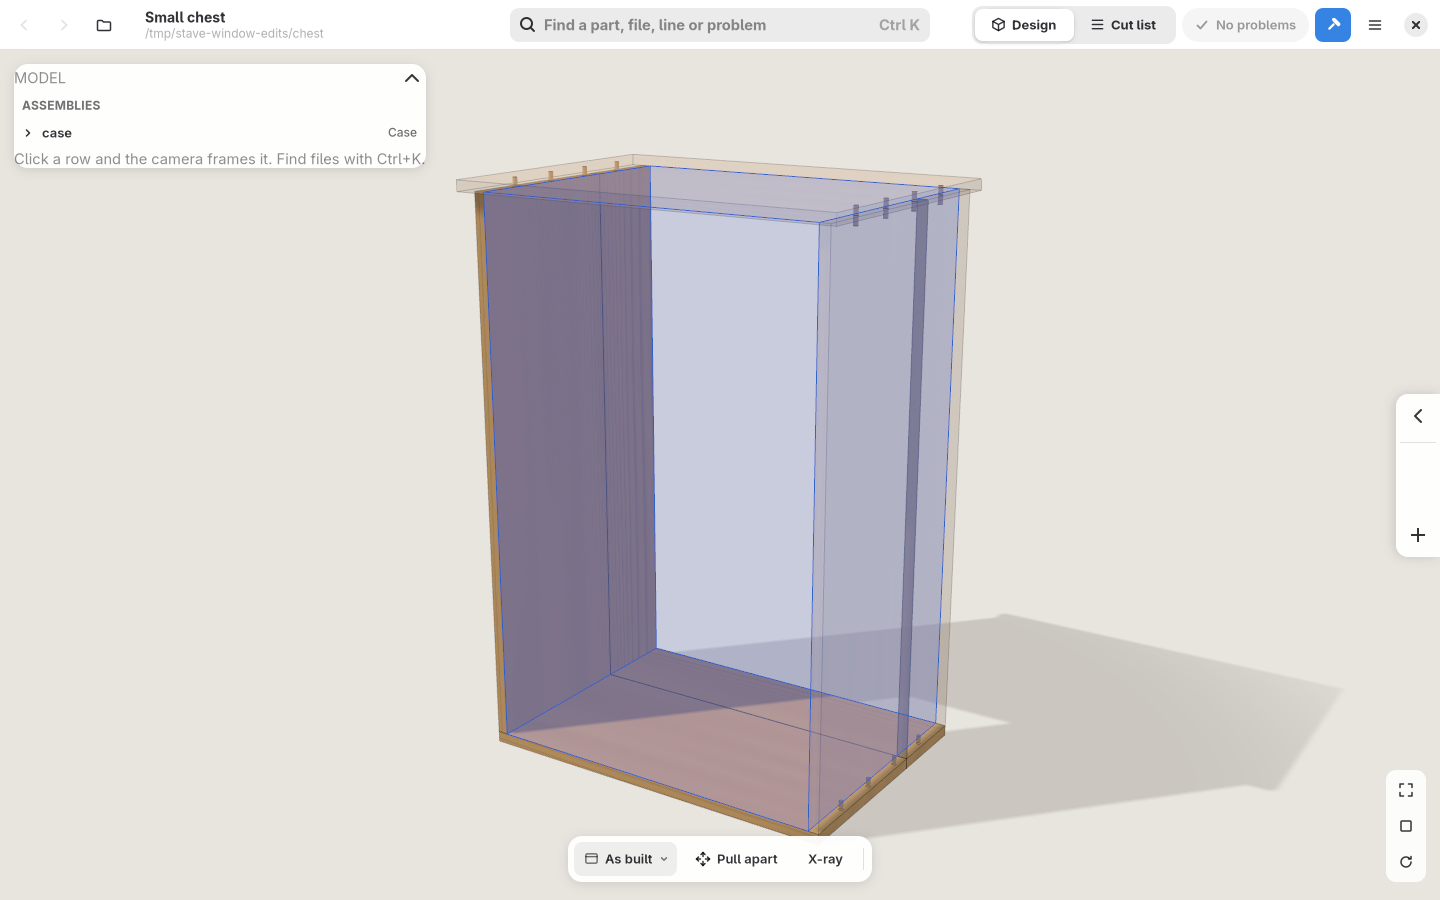 Small chest
/tmp/stave-window-edits/chest
Find a part, file, line or problem
Ctrl K
Design
Cut list
No problems
MODEL
ASSEMBLIES
case
Case
Click a row and the camera frames it. Find files with Ctrl+K.
As built
Pull apart
X-ray